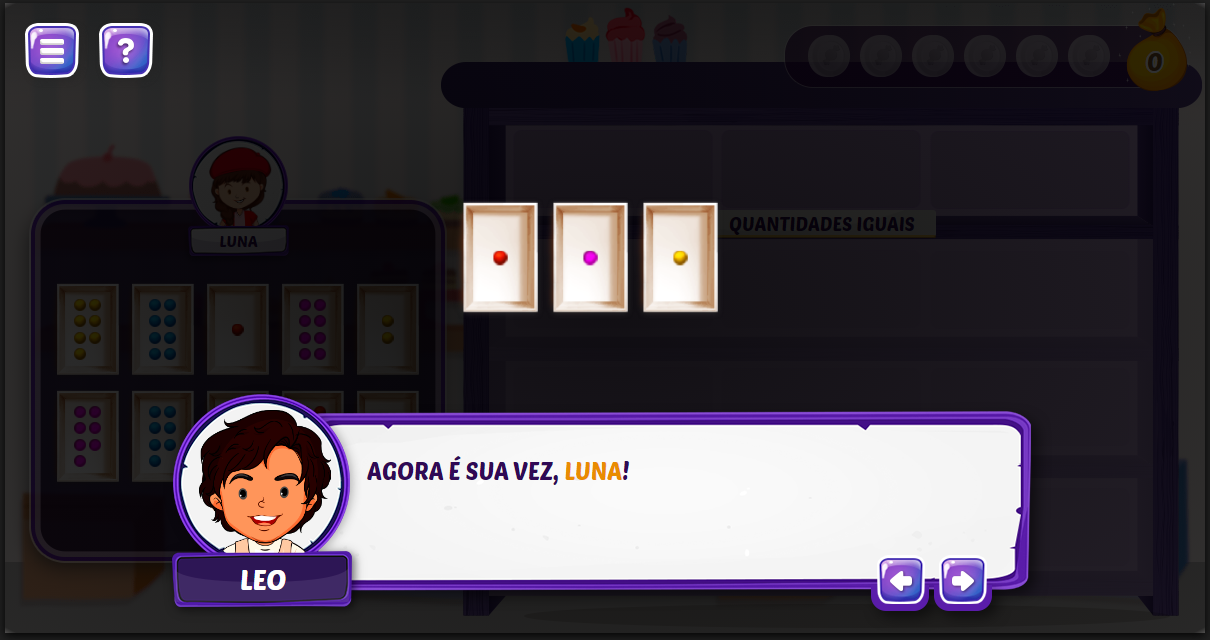 ?
0
LUNA
QUANTIDADES IGUAIS
AGORA É SUA VEZ, LUNA!
LEO